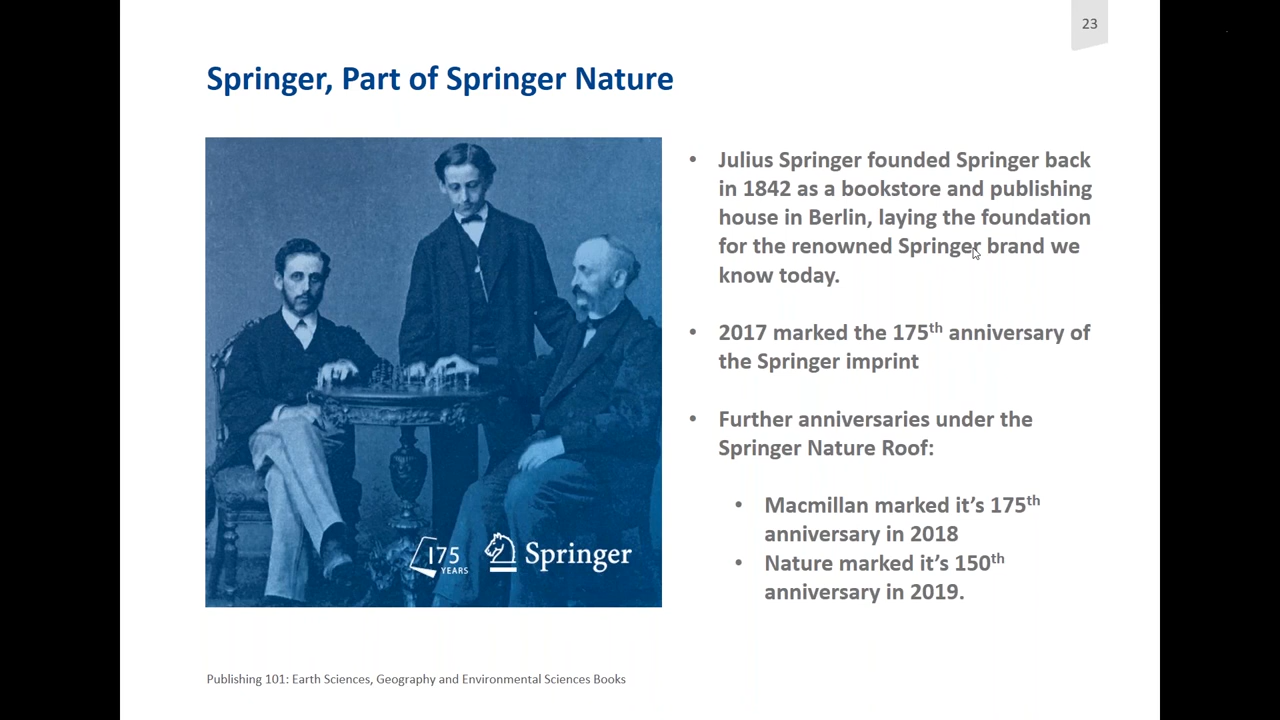 23
Springer, Part of Springer Nature
• Julius Springer founded Springer back
in 1842 as a bookstore and publishing
house in Berlin, laying the foundation
for the renowned Springer brand we
know today.
• 2017 marked the 175th anniversary of
the Springer imprint
• Further anniversaries under the
Springer Nature Roof:
• Macmillan marked it’s 175th
anniversary in 2018
• Nature marked it’s 150th
anniversary in 2019.
175
YEARS
Springer
Publishing 101: Earth Sciences, Geography and Environmental Sciences Books